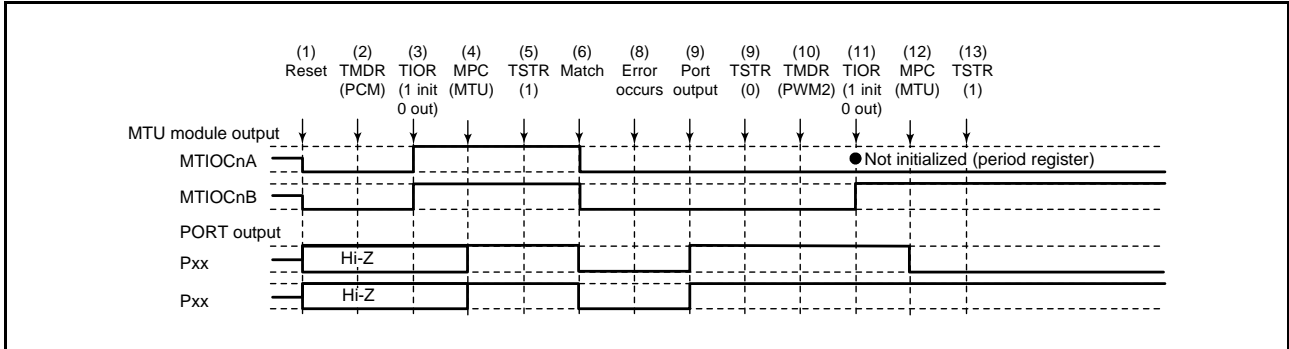 (1) (2) (3) (4) (5) (6) (8) (9) (9) (10) (11) (12) (13)
Reset TMDR TIOR MPC TSTR Match Error Port TSTR TMDR TIOR MPC TSTR
(PCM) (1 init (MTU) (1) occurs output (0) (PWM2) (1 init (MTU) (1)
0 out) 0 out)
MTU module output
MTIOCnA Not initialized (period register)
MTIOCnB
PORT output
Pxx Hi-Z
Pxx Hi-Z